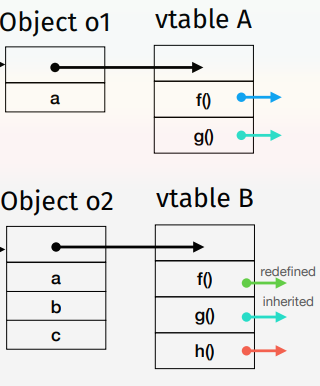 Object o1 vtable A
a
f()
g()
Object o2 vtable B
a
f()
redefined
b
g()
inherited
c
h()